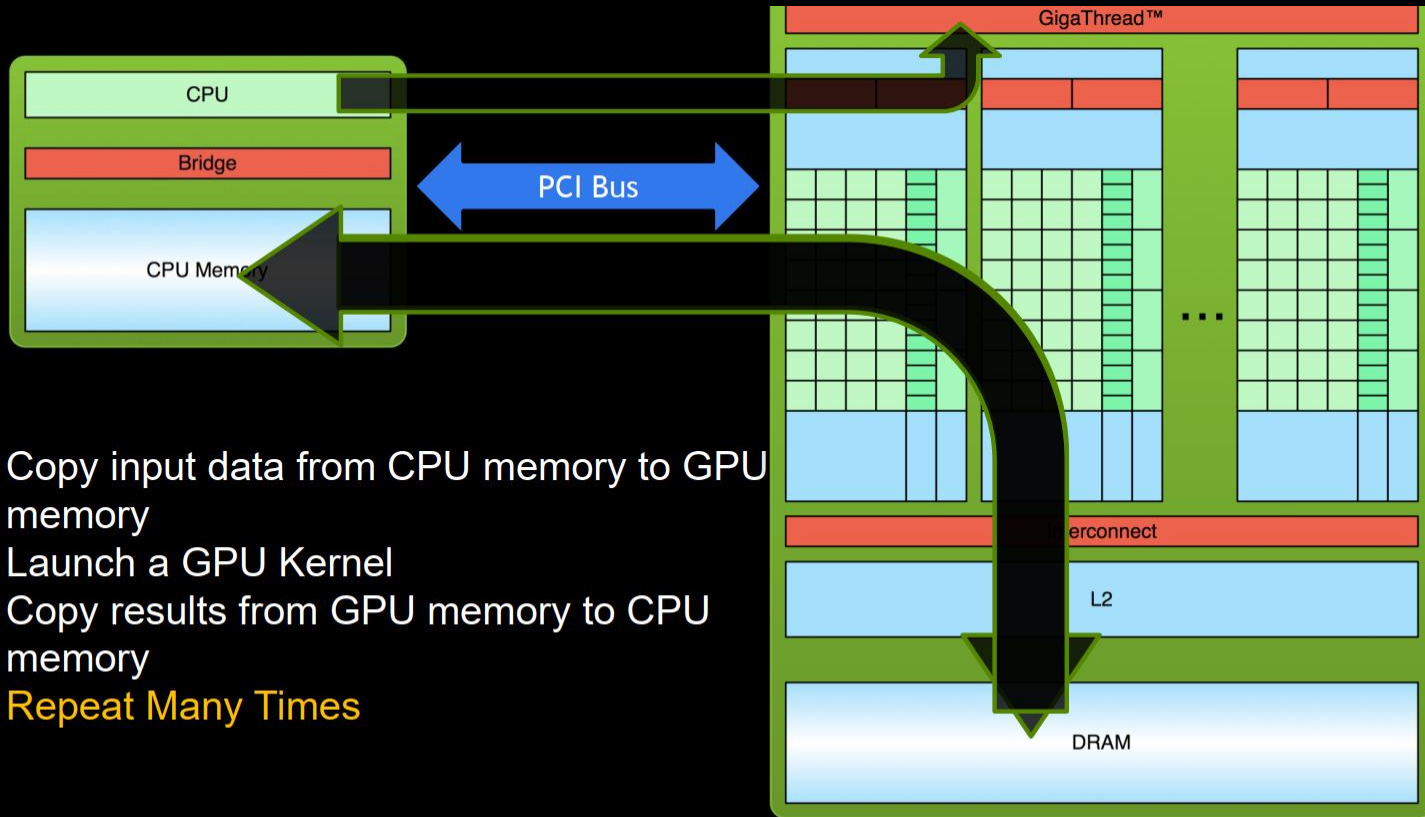 GigaThread™
CPU
Bridge
PCI Bus
CPU Memory
...
Copy input data from CPU memory to GPU
memory
Launch a GPU Kernel
Copy results from GPU memory to CPU
memory
Repeat Many Times
erconnect
L2
DRAM